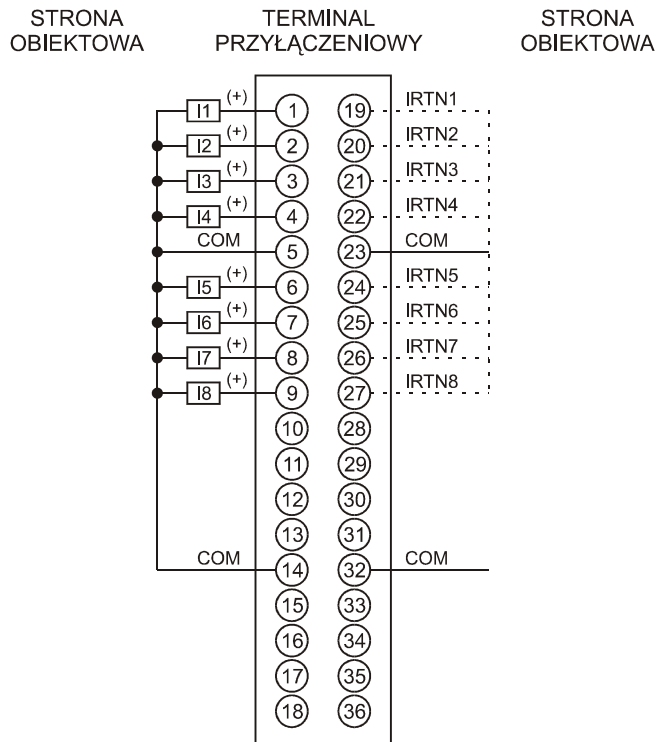 STRONA
OBIEKTOWA
TERMINAL
PRZYŁĄCZENIOWY
STRONA
OBIEKTOWA
I1 (+) 1 19 IRTN1
I2 (+) 2 20 IRTN2
I3 (+) 3 21 IRTN3
I4 (+) 4 22 IRTN4
COM 5 23 COM
I5 (+) 6 24 IRTN5
I6 (+) 7 25 IRTN6
I7 (+) 8 26 IRTN7
I8 (+) 9 27 IRTN8
10 28
11 29
12 30
13 31
COM 14 32 COM
15 33
16 34
17 35
18 36